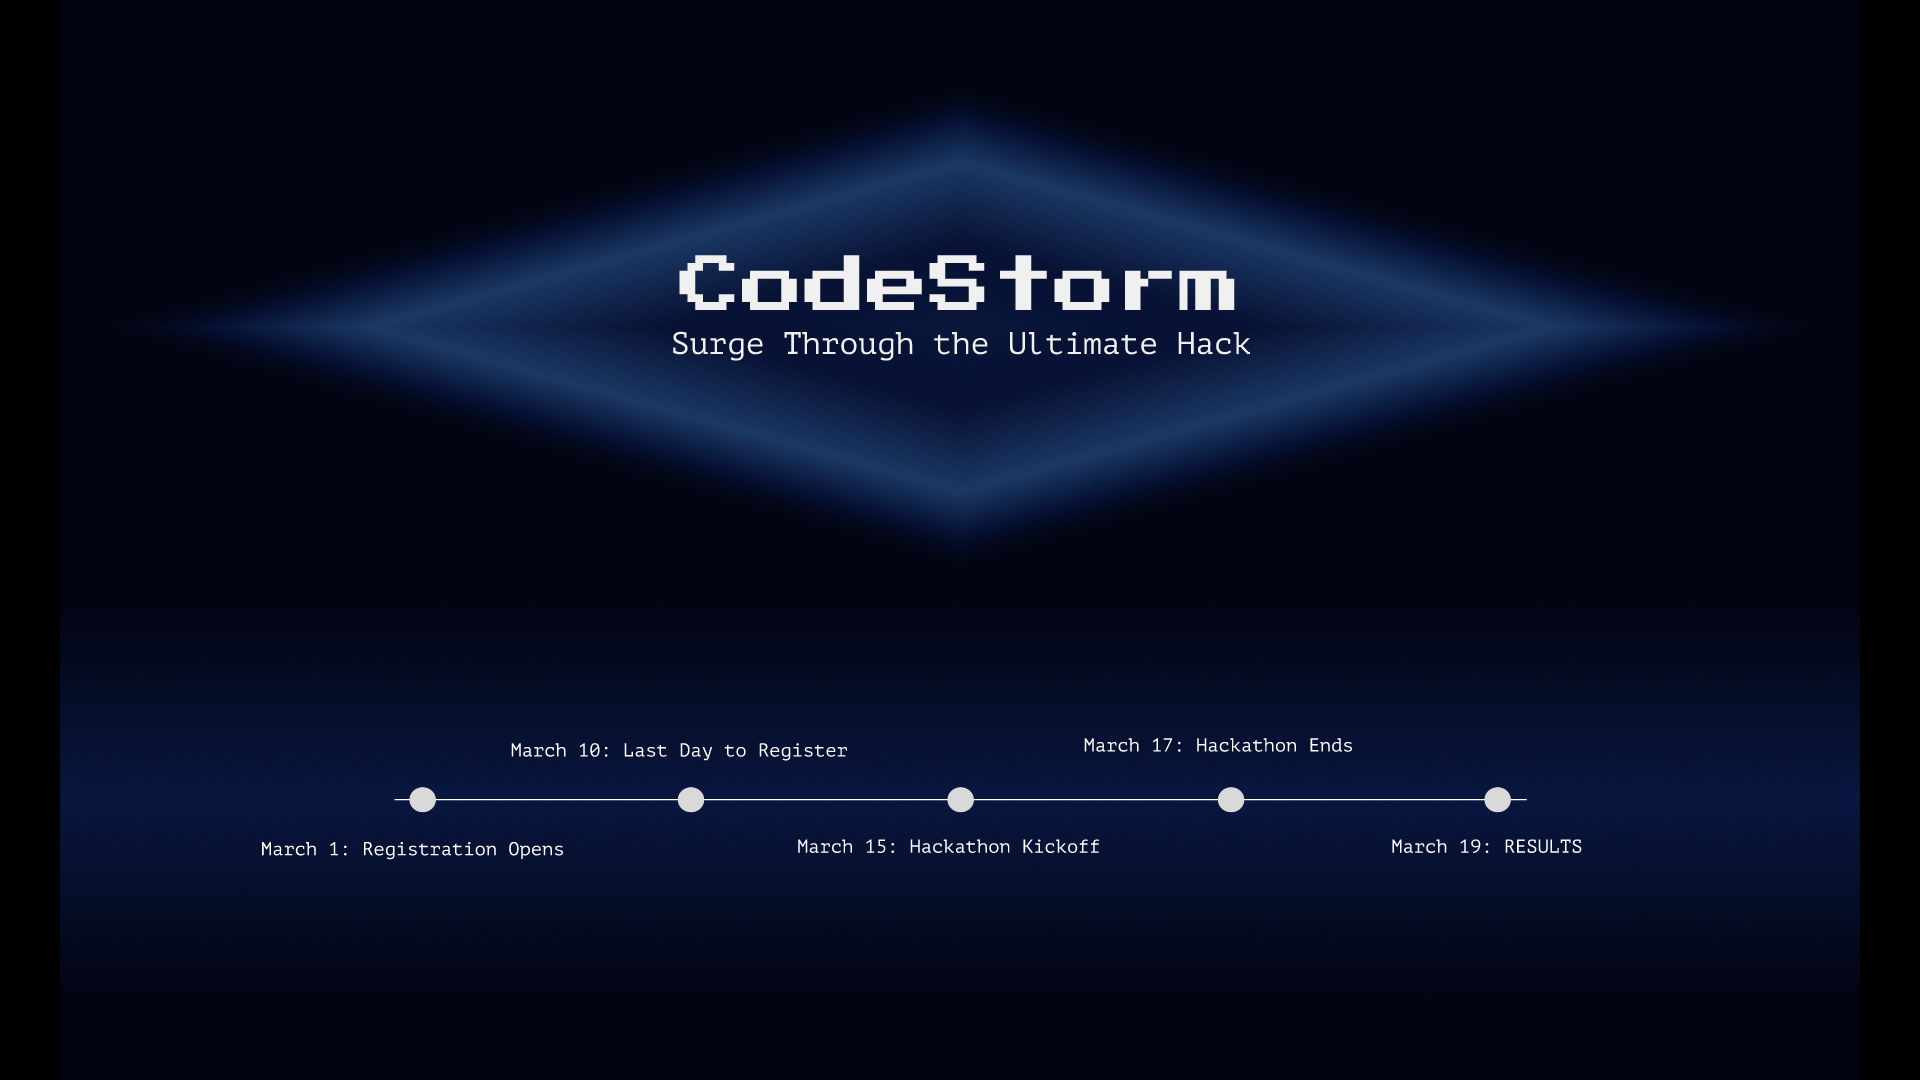 CodeStorm
Surge Through the Ultimate Hack
March 1: Registration Opens
March 10: Last Day to Register
March 15: Hackathon Kickoff
March 17: Hackathon Ends
March 19: RESULTS